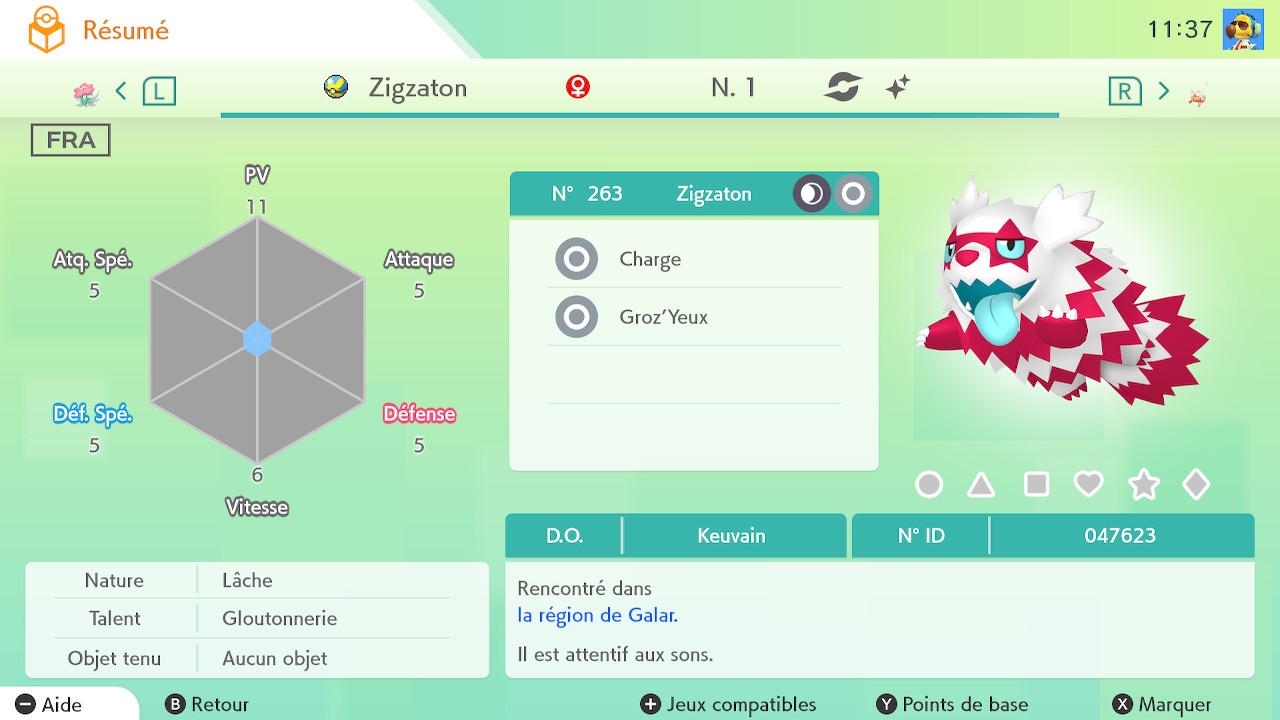 Résumé
11:37
L
Zigzaton
N. 1
R
FRA
PV
11
Atq. Spé.
5
Attaque
5
Déf. Spé.
5
Défense
5
6
Vitesse
N° 263 Zigzaton
Charge
Groz'Yeux
D.O. Keuvain
N° ID 047623
Rencontré dans
la région de Galar.
Il est attentif aux sons.
Nature Lâche
Talent Gloutonnerie
Objet tenu Aucun objet
Aide
B Retour
Jeux compatibles
Y Points de base
X Marquer